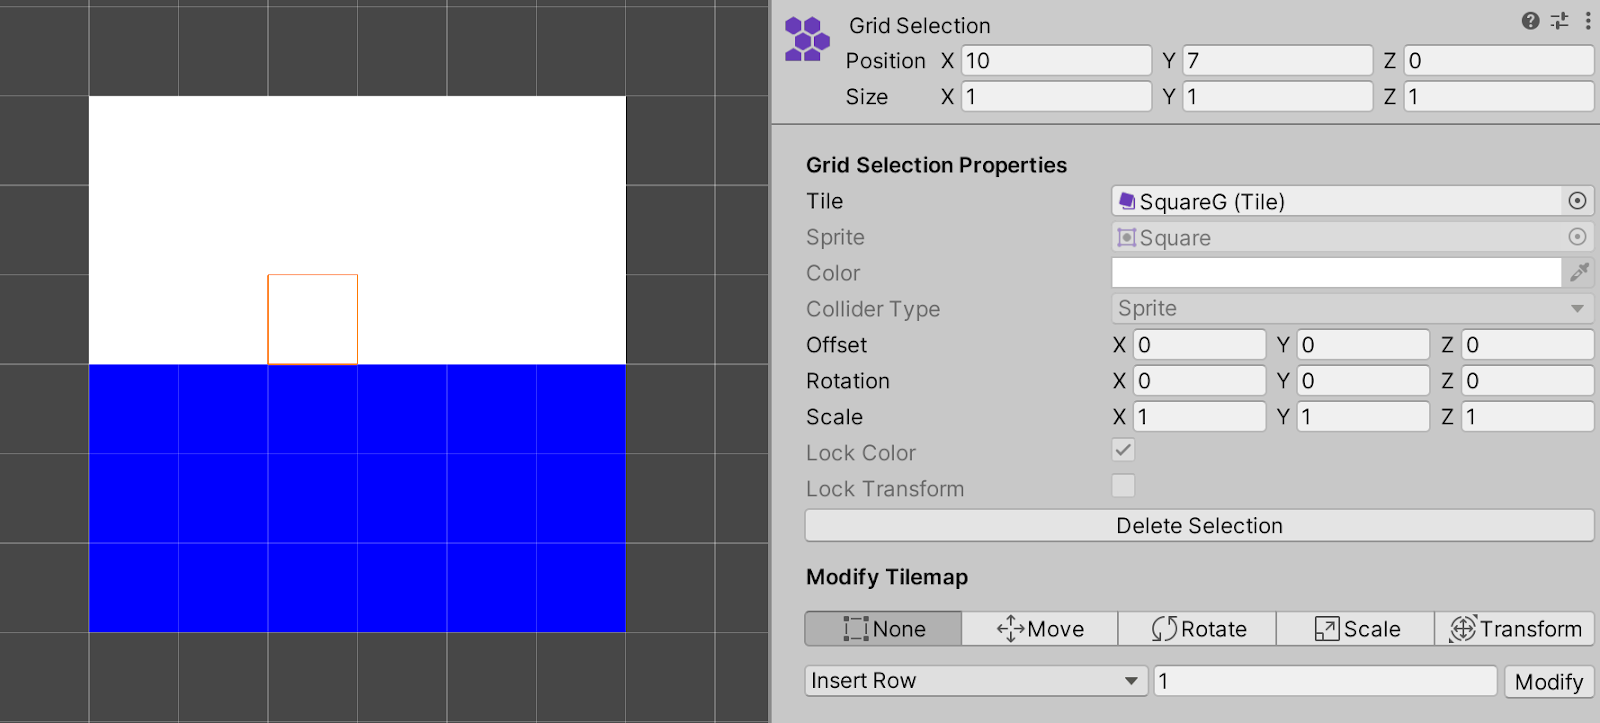 Grid Selection
Position X 10 Y 7 Z 0
Size X 1 Y 1 Z 1
Grid Selection Properties
Tile SquareG (Tile)
Sprite Square
Color
Collider Type Sprite
Offset X 0 Y 0 Z 0
Rotation X 0 Y 0 Z 0
Scale X 1 Y 1 Z 1
Lock Color
Lock Transform
Delete Selection
Modify Tilemap
None Move Rotate Scale Transform
Insert Row 1 Modify